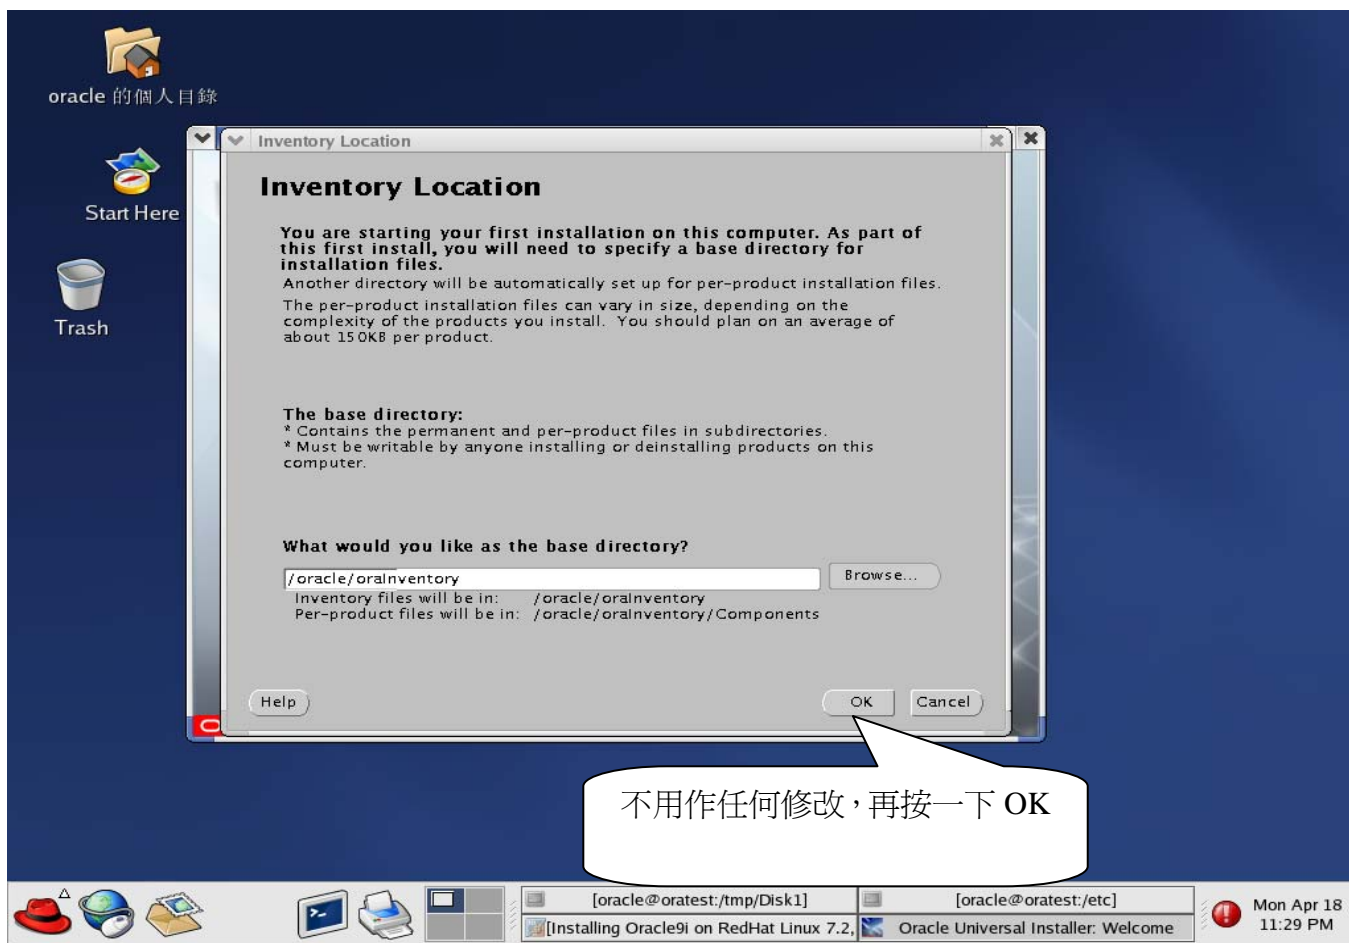 oracle 的個人目錄
Start Here
Trash
Inventory Location
Inventory Location
You are starting your first installation on this computer. As part of
this first install, you will need to specify a base directory for
installation files.
Another directory will be automatically set up for per-product installation files.
The per-product installation files can vary in size, depending on the
complexity of the products you install. You should plan on an average of
about 150KB per product.
The base directory:
* Contains the permanent and per-product files in subdirectories.
* Must be writable by anyone installing or deinstalling products on this
computer.
What would you like as the base directory?
/oracle/oraInventory
Browse...
Inventory files will be in: /oracle/oraInventory
Per-product files will be in: /oracle/oraInventory/Components
Help
OK
Cancel
不用作任何修改，再按一下 OK
[oracle@oratest:/tmp/Disk1]
[oracle@oratest:/etc]
[Installing Oracle9i on RedHat Linux 7.2,
Oracle Universal Installer: Welcome
Mon Apr 18
11:29 PM